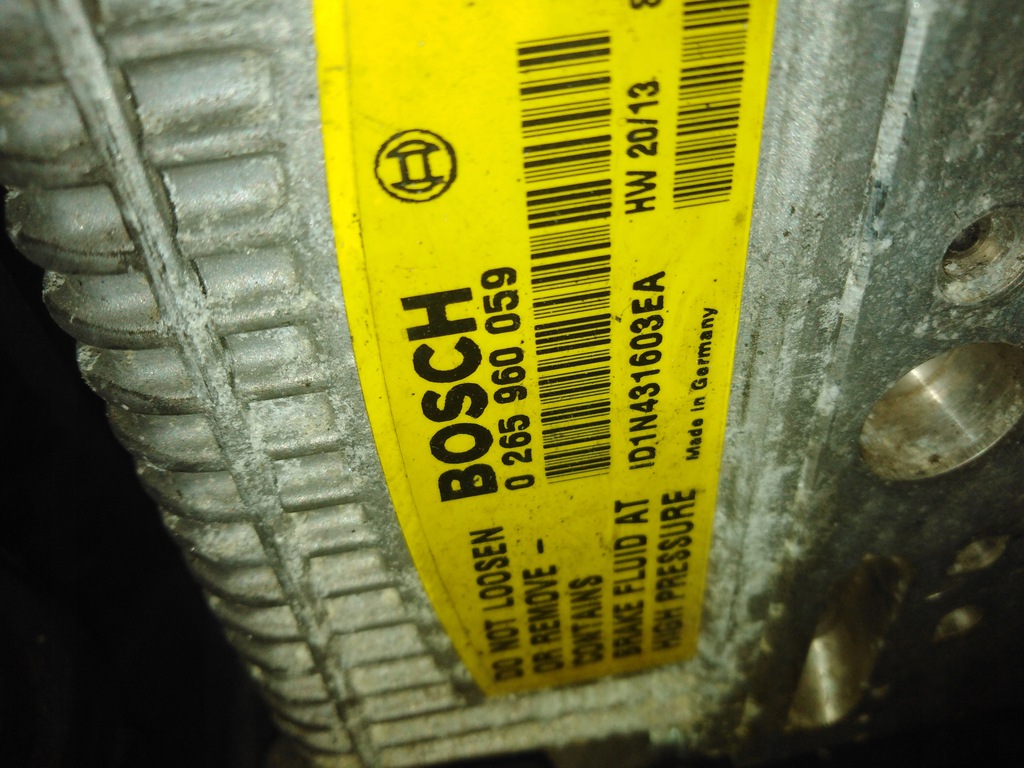 BOSCH
0 265 960 059
ID1N431603EA
HW 20/13
Made in Germany
DO NOT LOOSEN
OR REMOVE -
CONTAINS
BRAKE FLUID AT
HIGH PRESSURE